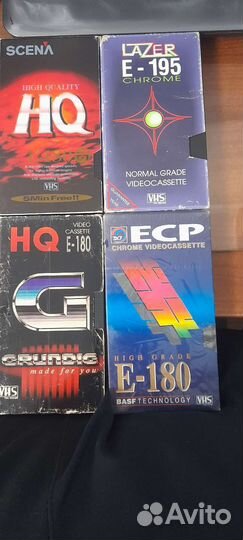 SCENA
HIGH QUALITY
HQ
5Min Free!!
VHS
LAZER
E-195
CHROME
NORMAL GRADE
VIDEOCASSETTE
VHS
HQ
VIDEO
CASSETTE
E-180
G
GRUNDIG
made for you
VHS
ECP
CHROME VIDEOCASSETTE
HIGH GRADE
E-180
BASF TECHNOLOGY
VHS
Avito